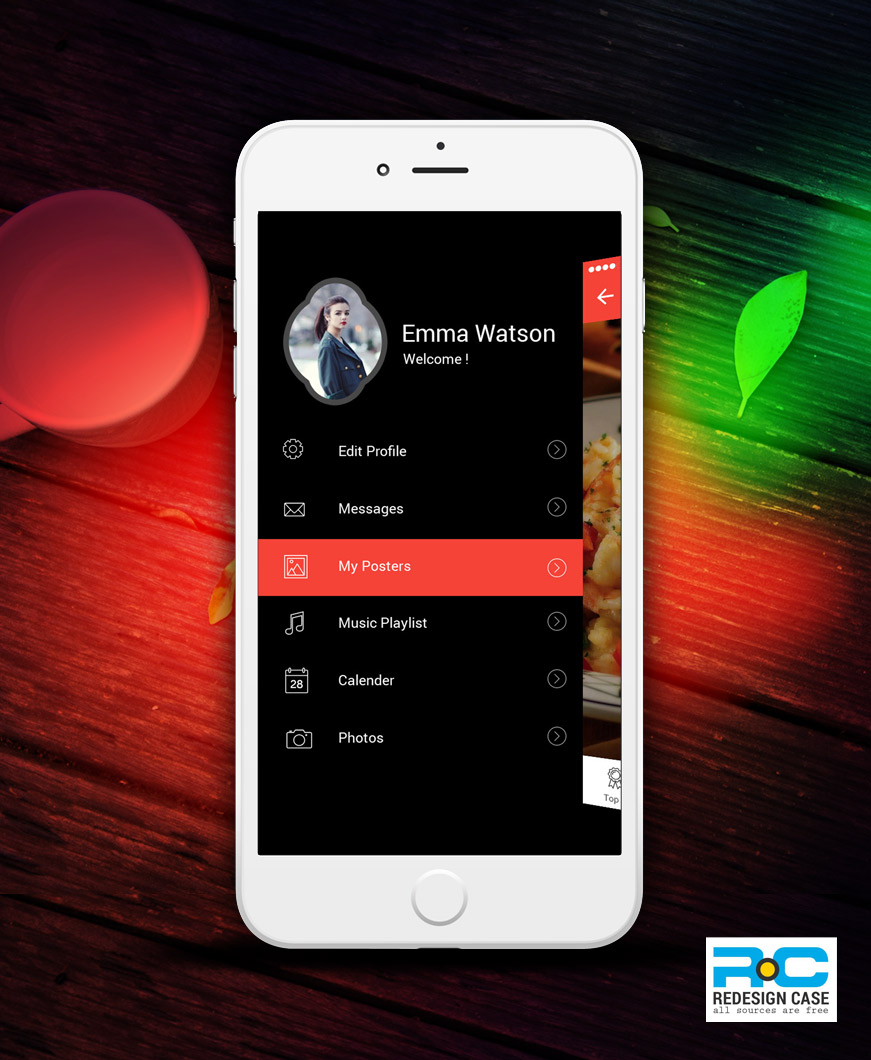 Emma Watson
Welcome !
Edit Profile
Messages
My Posters
Music Playlist
28
Calender
Photos
Top
RC
REDESIGN CASE
all sources are free